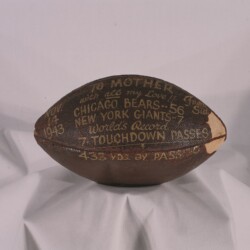 TO MOTHER
with all my Love
CHICAGO BEARS-56
NEW YORK GIANTS-7
World's Record
7-TOUCHDOWN PASSES
433 YDS BY PASSING
14
1943